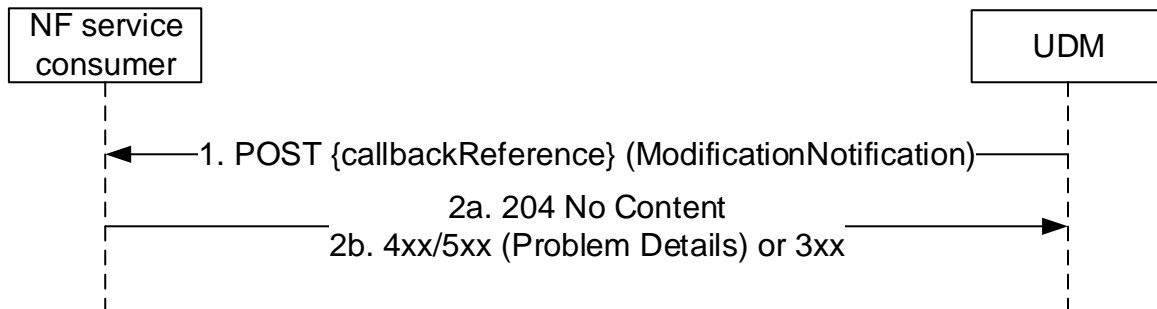 NF service
consumer
UDM
1. POST {callbackReference} (ModificationNotification)
2a. 204 No Content
2b. 4xx/5xx (Problem Details) or 3xx